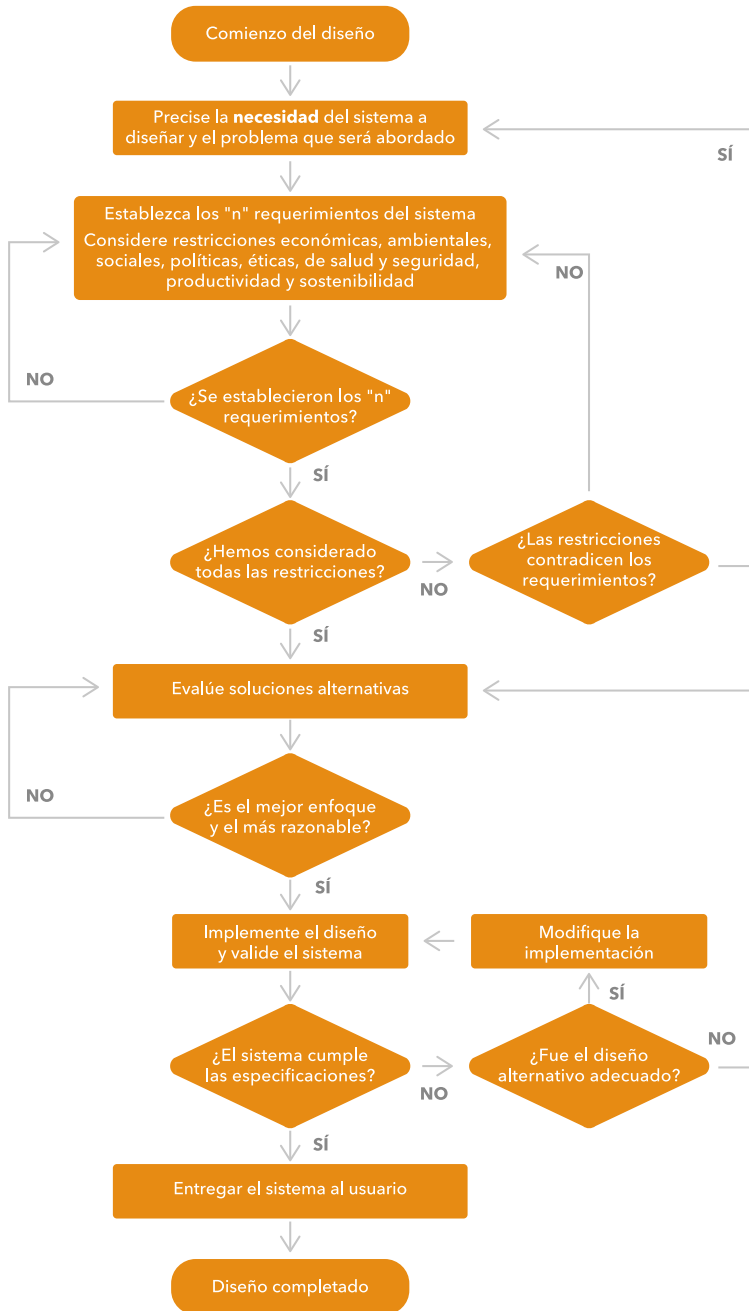 Comienzo del diseño
Precise la necesidad del sistema a
diseñar y el problema que será abordado
SÍ
Establezca los "n" requerimientos del sistema
Considere restricciones económicas, ambientales,
sociales, políticas, éticas, de salud y seguridad,
productividad y sostenibilidad
NO
NO
¿Se establecieron los "n"
requerimientos?
SÍ
¿Hemos considerado
todas las restricciones?
NO
¿Las restricciones
contradicen los
requerimientos?
SÍ
Evalúe soluciones alternativas
NO
¿Es el mejor enfoque
y el más razonable?
SÍ
Implemente el diseño
y valide el sistema
Modifique la
implementación
SÍ
¿El sistema cumple
las especificaciones?
NO
¿Fue el diseño
alternativo adecuado?
NO
SÍ
Entregar el sistema al usuario
Diseño completado